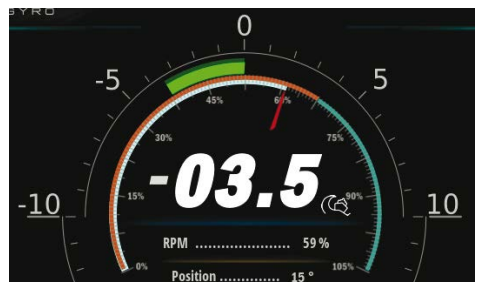 GYRO
0
-5 5
45% 60%
30% 75%
-03.5
15% 90%
-10 10
RPM ...................... 59 %
0% 105%
Position .............. 15 °